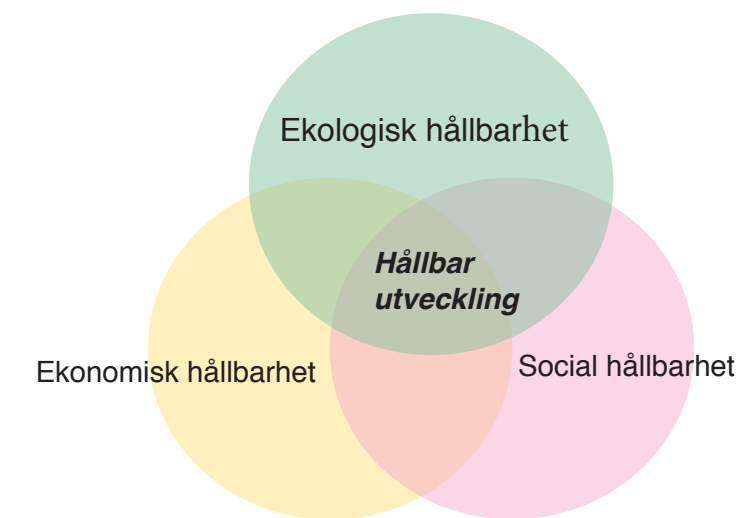 Ekologisk hållbarhet
Hållbar
utveckling
Ekonomisk hållbarhet
Social hållbarhet